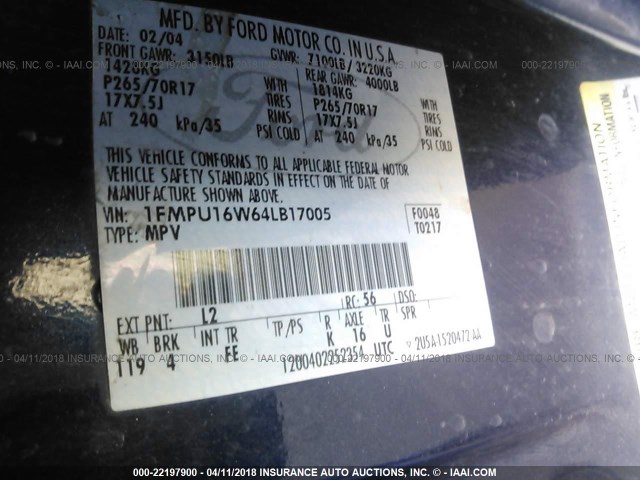 MFD. BY FORD MOTOR CO. IN U.S.A.
DATE: 02/04 GVWR: 7100LB/ 3220KG
FRONT GAWR: 3150LB REAR GAWR: 4000LB
1428KG 1814KG
P265/70R17 WITH P265/70R17 WITH
17X7.5J TIRES 17X7.5J TIRES
RIMS RIMS
AT 240 kPa/35 PSI COLD AT 240 kPa/35 PSI COLD
THIS VEHICLE CONFORMS TO ALL APPLICABLE FEDERAL MOTOR
VEHICLE SAFETY STANDARDS IN EFFECT ON THE DATE OF
MANUFACTURE SHOWN ABOVE.
VIN: 1FMPU16W64LB17005 F0048
TYPE: MPV T0217
EXT PNT: L2 RC: 56 DSO:
WB BRK INT TR TP/PS R AXLE TR SPR
119 4 FE K 16 U
UTC 2U5A1520472AA
000-22197900 - 04/11/2018 INSURANCE AUTO AUCTIONS - © - IAAI.COM